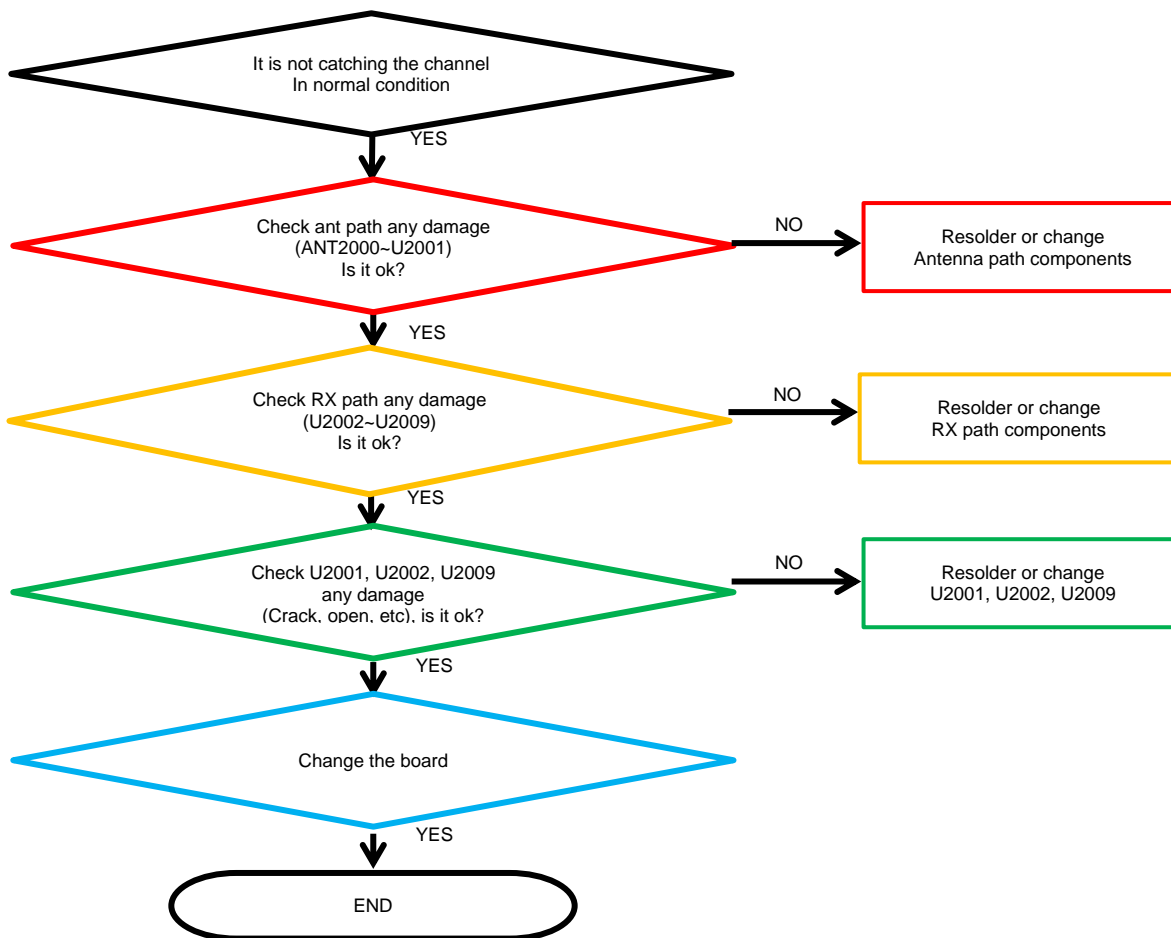 It is not catching the channel
In normal condition
YES
Check ant path any damage
(ANT2000~U2001)
Is it ok?
NO
Resolder or change
Antenna path components
YES
Check RX path any damage
(U2002~U2009)
Is it ok?
NO
Resolder or change
RX path components
YES
Check U2001, U2002, U2009
any damage
(Crack, open, etc), is it ok?
NO
Resolder or change
U2001, U2002, U2009
YES
Change the board
YES
END